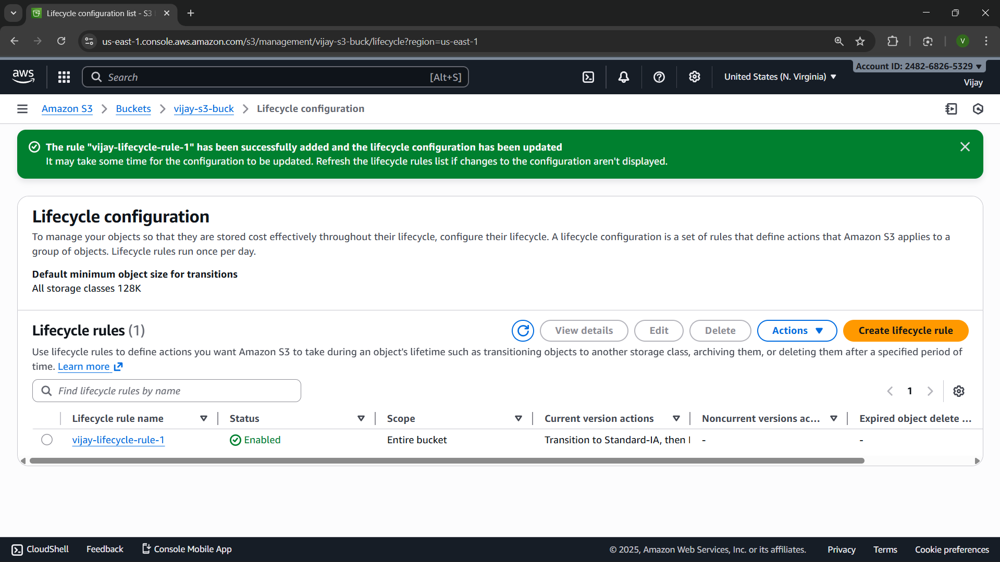 Lifecycle configuration list - S3
us-east-1.console.aws.amazon.com/s3/management/vijay-s3-buck/lifecycle?region=us-east-1
V
aws
Search
[Alt+S]
United States (N. Virginia)
Account ID: 2482-6826-5329
Vijay
Amazon S3
Buckets
vijay-s3-buck
Lifecycle configuration
The rule "vijay-lifecycle-rule-1" has been successfully added and the lifecycle configuration has been updated
It may take some time for the configuration to be updated. Refresh the lifecycle rules list if changes to the configuration aren't displayed.
Lifecycle configuration
To manage your objects so that they are stored cost effectively throughout their lifecycle, configure their lifecycle. A lifecycle configuration is a set of rules that define actions that Amazon S3 applies to a
group of objects. Lifecycle rules run once per day.
Default minimum object size for transitions
All storage classes 128K
Lifecycle rules (1)
View details
Edit
Delete
Actions
Create lifecycle rule
Use lifecycle rules to define actions you want Amazon S3 to take during an object's lifetime such as transitioning objects to another storage class, archiving them, or deleting them after a specified period of
time. Learn more
Find lifecycle rules by name
1
Lifecycle rule name
Status
Scope
Current version actions
Noncurrent versions ac...
Expired object delete ...
vijay-lifecycle-rule-1
Enabled
Entire bucket
Transition to Standard-IA, then
-
-
CloudShell
Feedback
Console Mobile App
© 2025, Amazon Web Services, Inc. or its affiliates.
Privacy
Terms
Cookie preferences